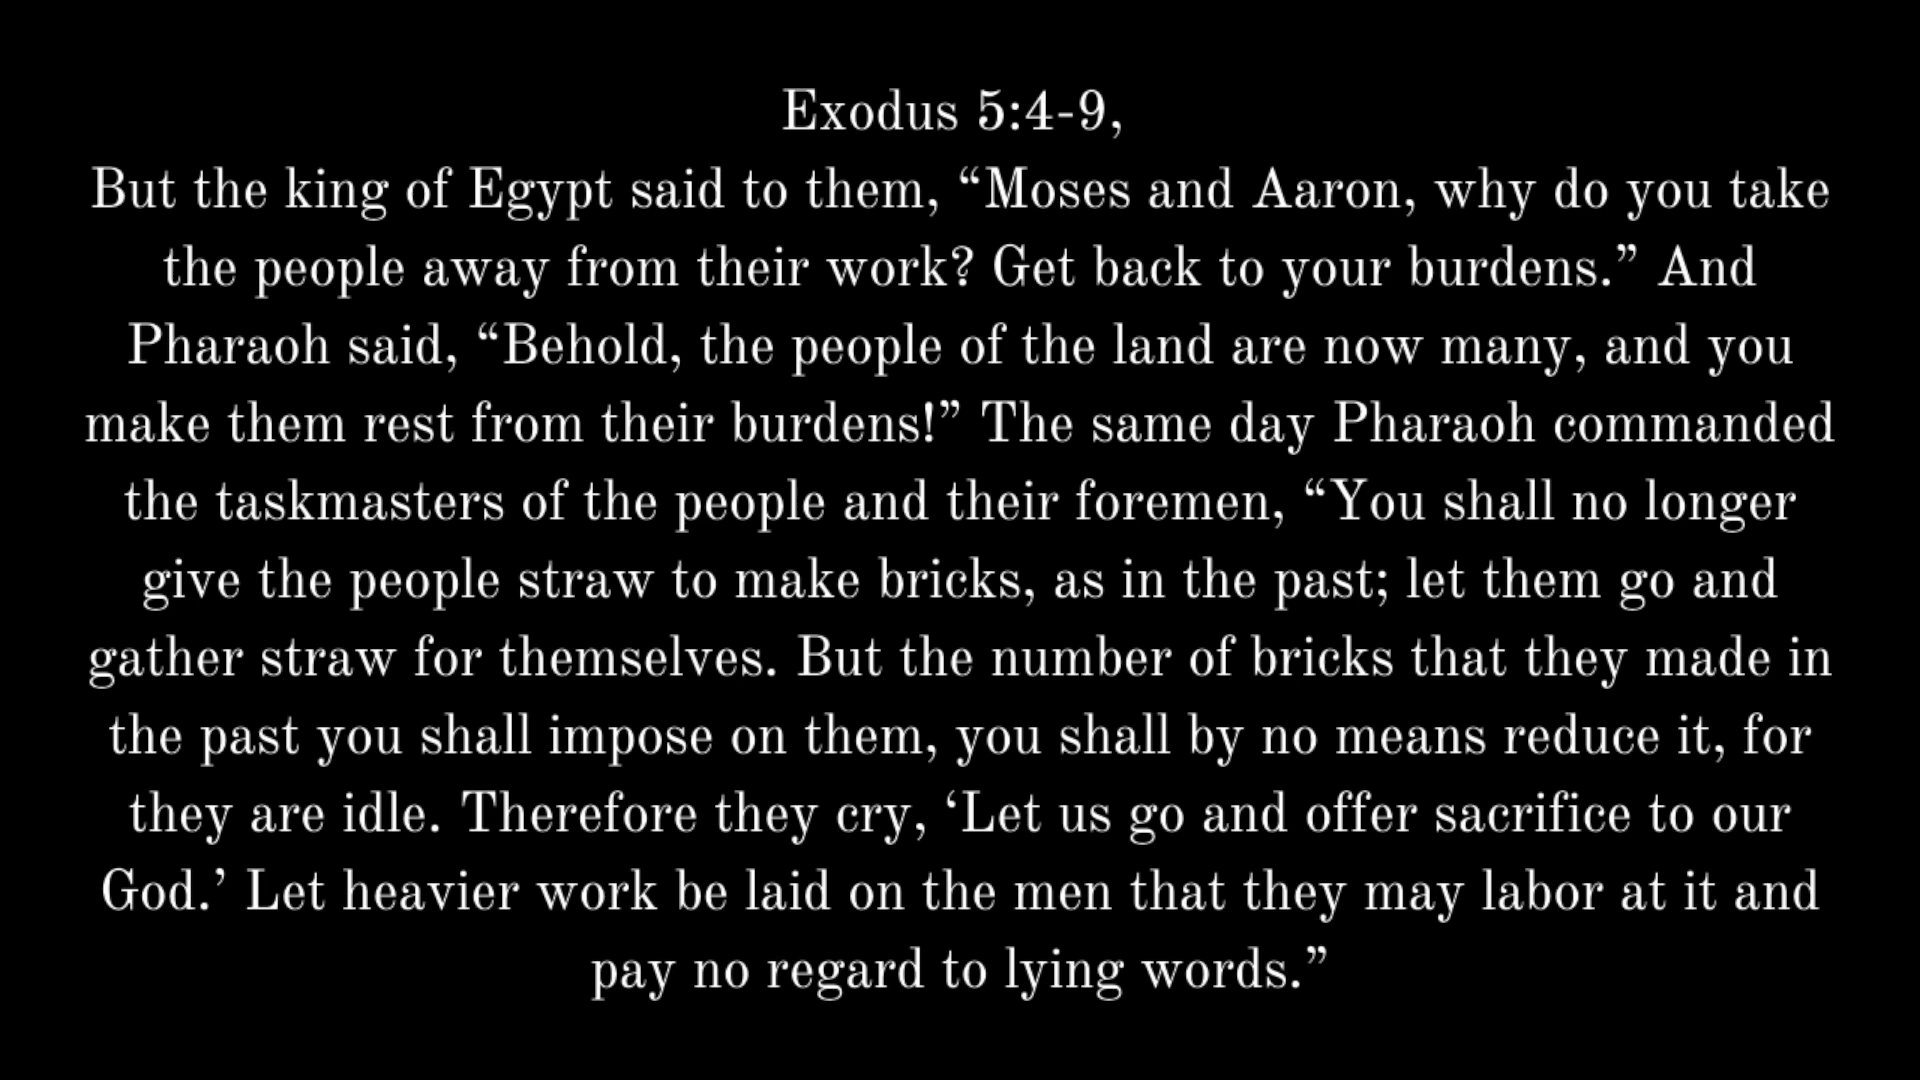 Exodus 5:4-9,
But the king of Egypt said to them, “Moses and Aaron, why do you take
the people away from their work? Get back to your burdens.” And
Pharaoh said, “Behold, the people of the land are now many, and you
make them rest from their burdens!” The same day Pharaoh commanded
the taskmasters of the people and their foremen, “You shall no longer
give the people straw to make bricks, as in the past; let them go and
gather straw for themselves. But the number of bricks that they made in
the past you shall impose on them, you shall by no means reduce it, for
they are idle. Therefore they cry, ‘Let us go and offer sacrifice to our
God.’ Let heavier work be laid on the men that they may labor at it and
pay no regard to lying words.”